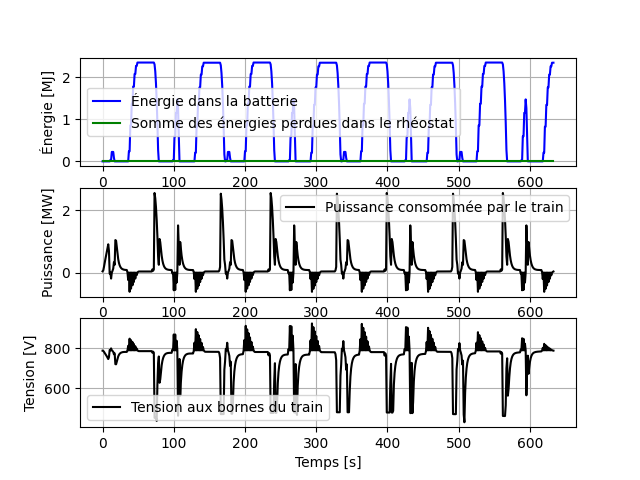 Énergie [MJ]
2
1
0
Énergie dans la batterie
Somme des énergies perdues dans le rhéostat
0 100 200 300 400 500 600
Puissance [MW]
2
0
Puissance consommée par le train
0 100 200 300 400 500 600
Tension [V]
800
600
Tension aux bornes du train
0 100 200 300 400 500 600
Temps [s]